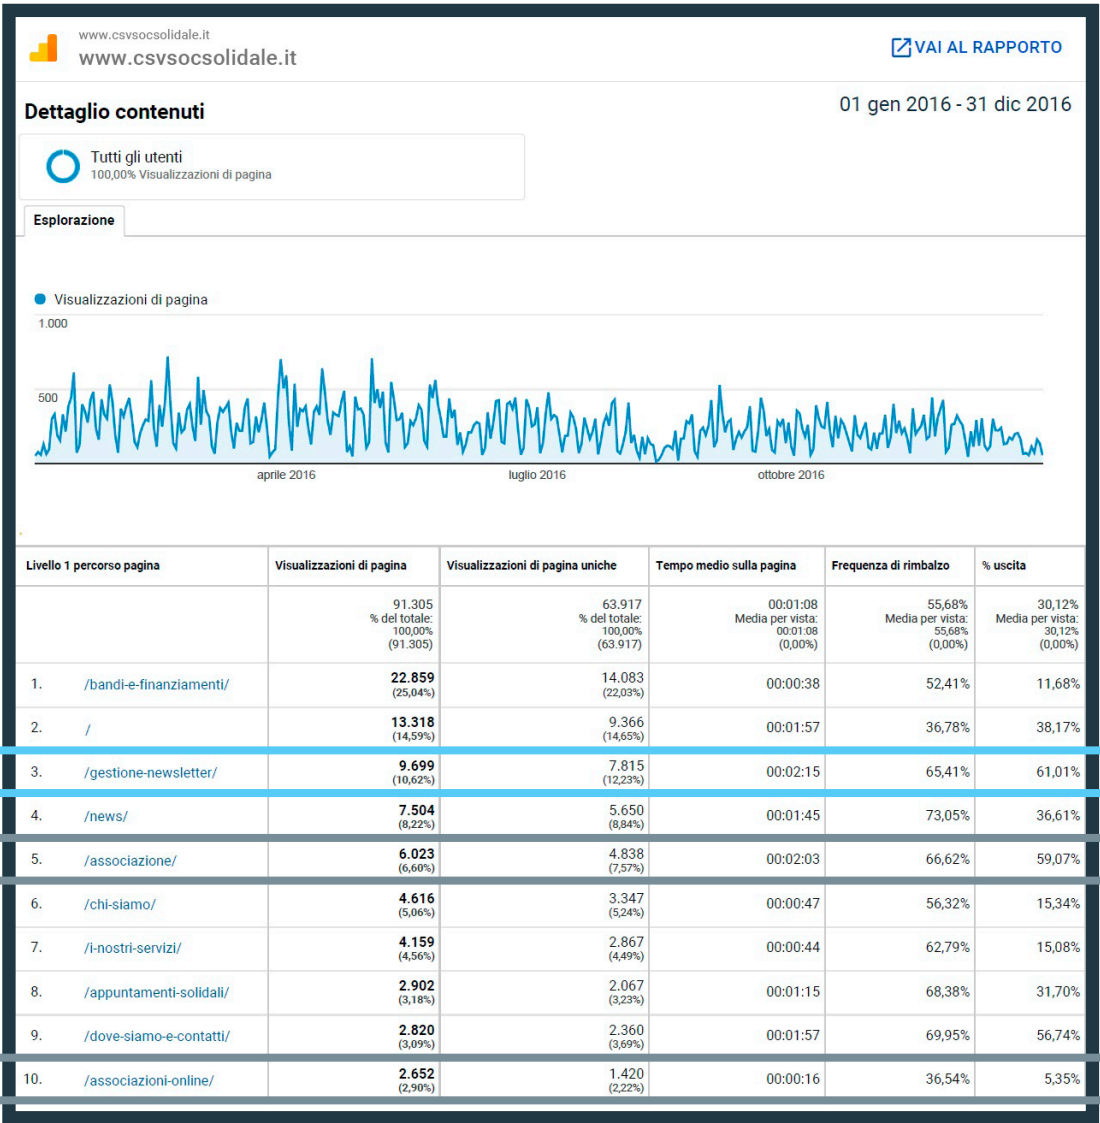 www.csvsocsolidale.it
www.csvsocsolidale.it
VAI AL RAPPORTO
Dettaglio contenuti
01 gen 2016 - 31 dic 2016
Tutti gli utenti
100,00% Visualizzazioni di pagina
Esplorazione
Visualizzazioni di pagina
1.000
500
aprile 2016 luglio 2016 ottobre 2016
Livello 1 percorso pagina Visualizzazioni di pagina Visualizzazioni di pagina uniche Tempo medio sulla pagina Frequenza di rimbalzo % uscita
91.305 63.917 00:01:08 55,68% 30,12%
% del totale: % del totale: Media per vista: Media per vista: Media per vista:
100,00% 100,00% 00:01:08 55,68% 30,12%
(91.305) (63.917) (0,00%) (0,00%) (0,00%)
1. /bandi-e-finanziamenti/ 22.859 14.083 00:00:38 52,41% 11,68%
(25,04%) (22,03%)
2. / 13.318 9.366 00:01:57 36,78% 38,17%
(14,59%) (14,65%)
3. /gestione-newsletter/ 9.699 7.815 00:02:15 65,41% 61,01%
(10,62%) (12,23%)
4. /news/ 7.504 5.650 00:01:45 73,05% 36,61%
(8,22%) (8,84%)
5. /associazione/ 6.023 4.838 00:02:03 66,62% 59,07%
(6,60%) (7,57%)
6. /chi-siamo/ 4.616 3.347 00:00:47 56,32% 15,34%
(5,06%) (5,24%)
7. /i-nostri-servizi/ 4.159 2.867 00:00:44 62,79% 15,08%
(4,56%) (4,49%)
8. /appuntamenti-solidali/ 2.902 2.067 00:01:15 68,38% 31,70%
(3,18%) (3,23%)
9. /dove-siamo-e-contatti/ 2.820 2.360 00:01:57 69,95% 56,74%
(3,09%) (3,69%)
10. /associazioni-online/ 2.652 1.420 00:00:16 36,54% 5,35%
(2,90%) (2,22%)